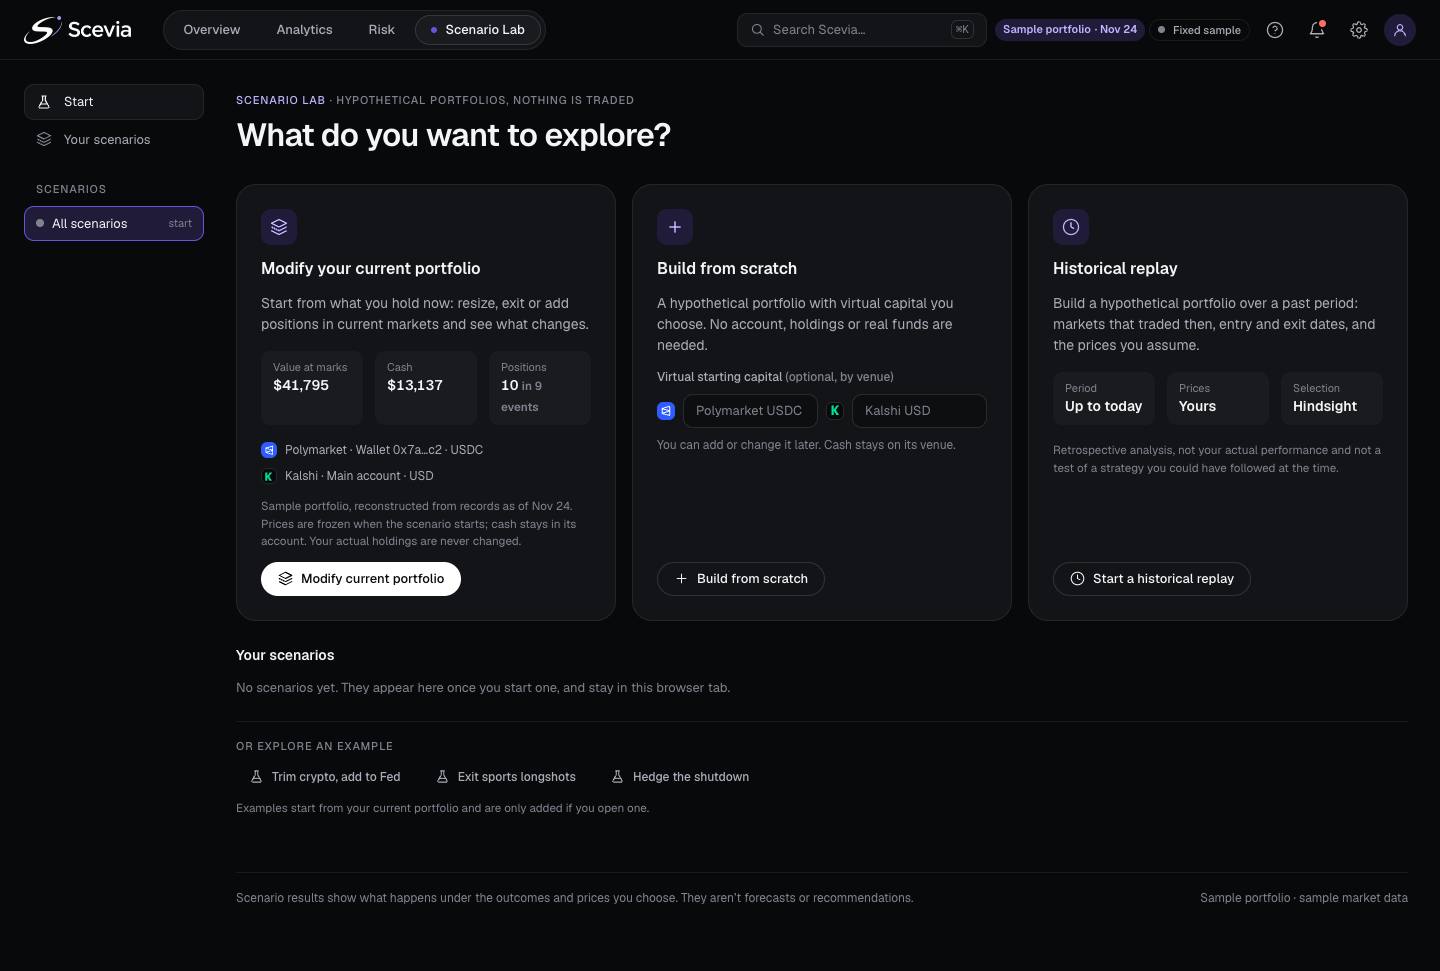 Scevia
Overview
Analytics
Risk
Scenario Lab
Search Scevia...
⌘K
Sample portfolio · Nov 24
Fixed sample
Start
Your scenarios
SCENARIOS
All scenarios
start
SCENARIO LAB · HYPOTHETICAL PORTFOLIOS, NOTHING IS TRADED
What do you want to explore?
Modify your current portfolio
Start from what you hold now: resize, exit or add
positions in current markets and see what changes.
Value at marks
$41,795
Cash
$13,137
Positions
10 in 9
events
Polymarket · Wallet 0x7a…c2 · USDC
K
Kalshi · Main account · USD
Sample portfolio, reconstructed from records as of Nov 24.
Prices are frozen when the scenario starts; cash stays in its
account. Your actual holdings are never changed.
Modify current portfolio
Build from scratch
A hypothetical portfolio with virtual capital you
choose. No account, holdings or real funds are
needed.
Virtual starting capital (optional, by venue)
Polymarket USDC
K
Kalshi USD
You can add or change it later. Cash stays on its venue.
Build from scratch
Historical replay
Build a hypothetical portfolio over a past period:
markets that traded then, entry and exit dates, and
the prices you assume.
Period
Up to today
Prices
Yours
Selection
Hindsight
Retrospective analysis, not your actual performance and not a
test of a strategy you could have followed at the time.
Start a historical replay
Your scenarios
No scenarios yet. They appear here once you start one, and stay in this browser tab.
OR EXPLORE AN EXAMPLE
Trim crypto, add to Fed
Exit sports longshots
Hedge the shutdown
Examples start from your current portfolio and are only added if you open one.
Scenario results show what happens under the outcomes and prices you choose. They aren't forecasts or recommendations.
Sample portfolio · sample market data